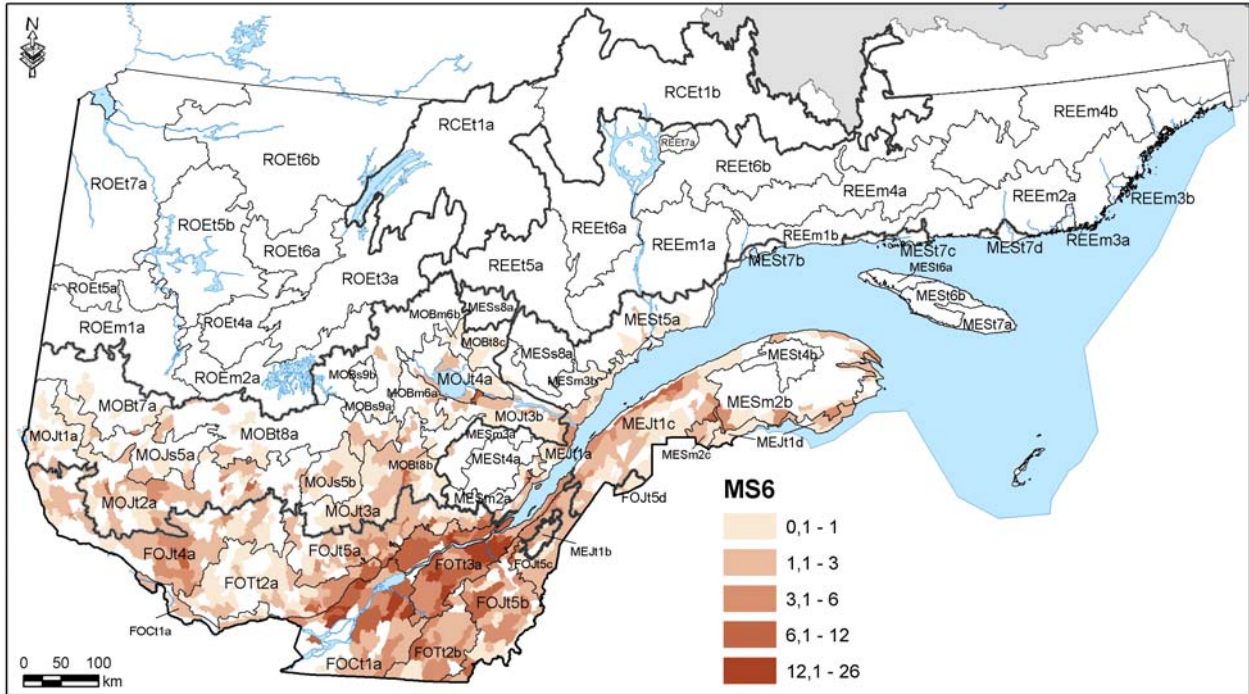 N
RCEt1b
RCEt1a
REEm4b
ROEt6b
REEt7a
REEt6b
ROEt7a
REEm4a
REEm2a
REEm3b
ROEt5b
REEt6a
REEm1a
REEm1b
MESt7c
MESt7d
REEm3a
MESt7b
ROEt6a
MESt6a
REEt5a
ROEt3a
MESt6b
ROEt5a
MESt7a
ROEm1a
ROEt4a
MOBm6b
MESs8a
MESt5a
MOBt8c
MESs8a
MESt4b
ROEm2a
MOBs9b
MOJt4a
MESm3b
MOBm6a
MESm2b
MOBt7a
MOBs9a
MOJt3b
MEJt1c
MOJt1a
MOBt8a
MESm3a
MEJt1d
MOJs5a
MEJt1a
MESm2c
MOBt8b
MESt4a
MOJs5b
FOJt5d
MOJt2a
MESm2a
MOJt3a
MEJt1b
FOJt4a
FOJt5a
FOTt3a
FOJt5c
FOTt2a
FOJt5b
FOCt1a
FOTt2b
FOCt1a
MS6
0,1 - 1
1,1 - 3
3,1 - 6
6,1 - 12
12,1 - 26
0 50 100
km